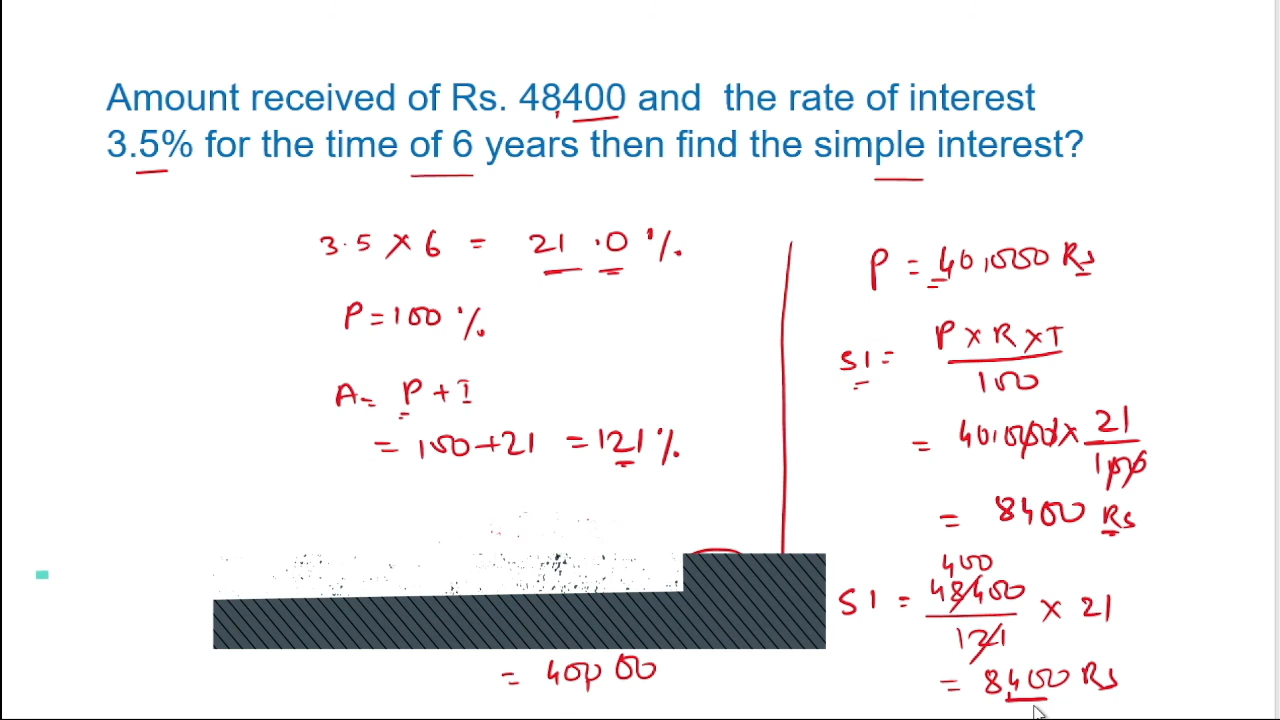 Amount received of Rs. 48400 and the rate of interest
3.5% for the time of 6 years then find the simple interest?
3.5 × 6 = 21.0%
P = 100%
A = P + I
= 100 + 21 = 121%
= 40000
P = 40,000 Rs
SI = P × R × T
100
= 40,000 × 21
100
= 8400 Rs
400
SI = 48400 × 21
121
= 8400 Rs